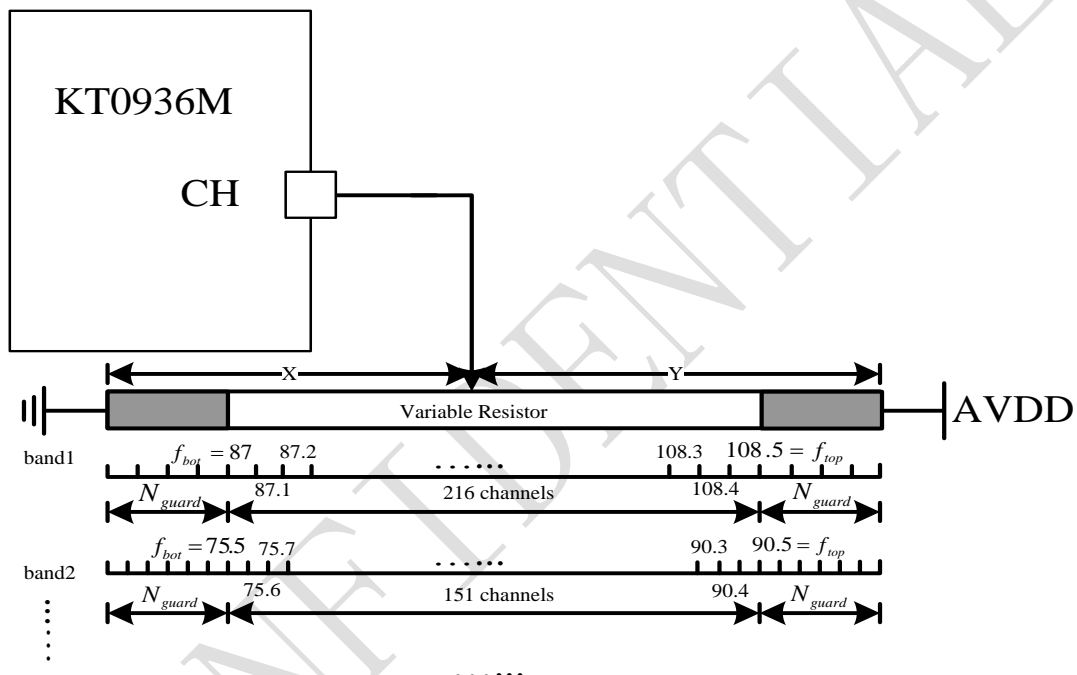 KT0936M
CH
X Y
Variable Resistor
AVDD
band1
f_bot = 87 87.2 108.3 108.5 = f_top
N_guard 87.1 216 channels 108.4 N_guard
band2
f_bot = 75.5 75.7 90.3 90.5 = f_top
N_guard 75.6 151 channels 90.4 N_guard